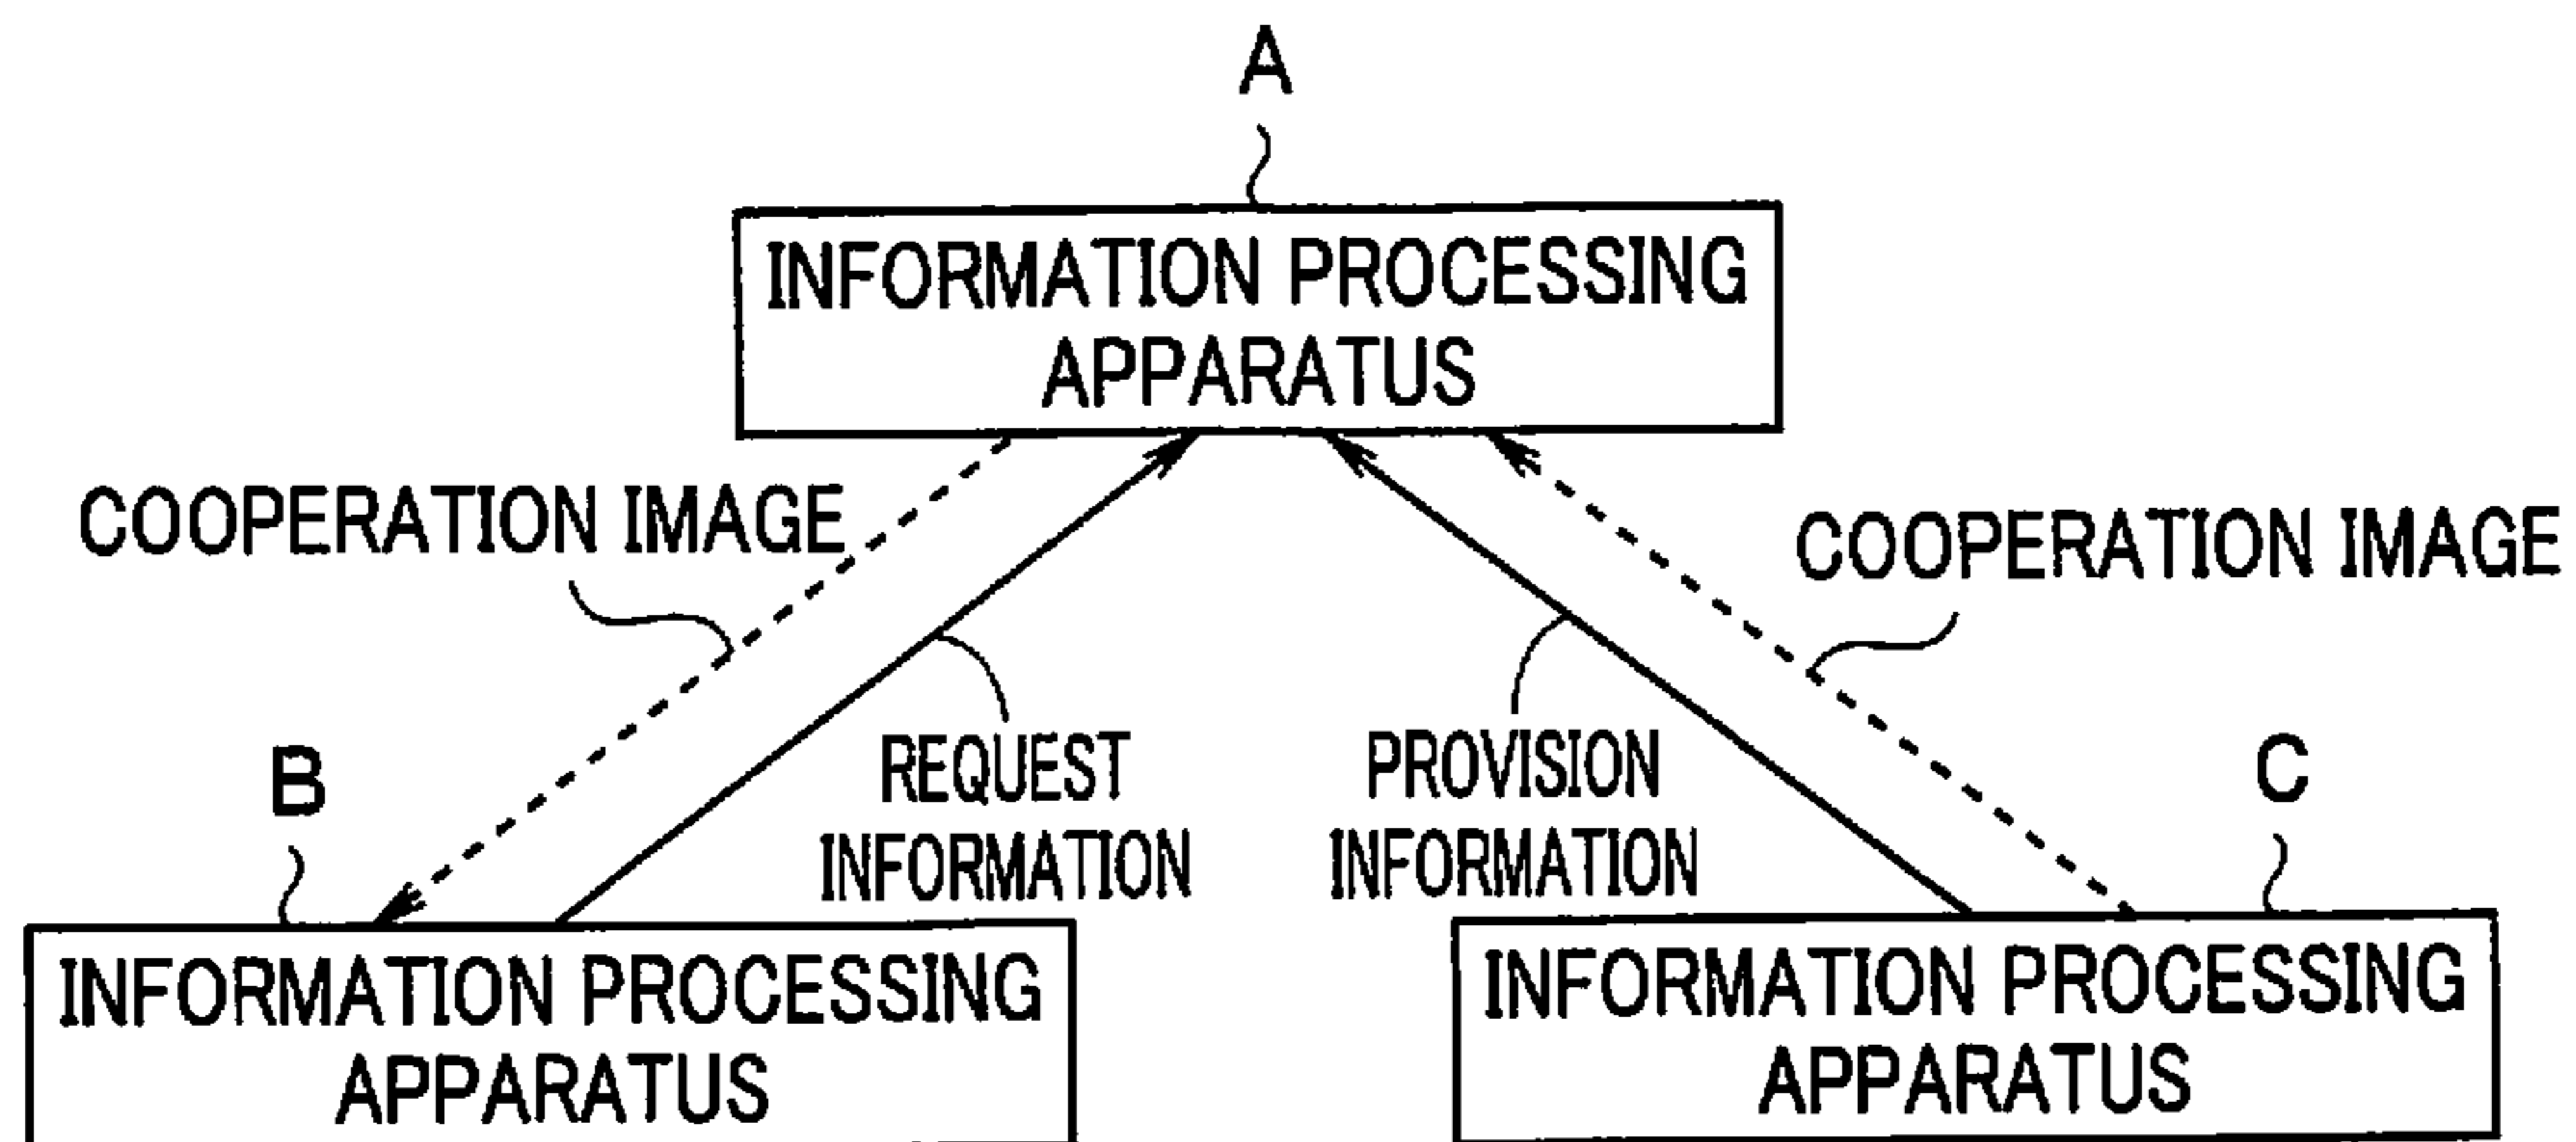 A
INFORMATION PROCESSING
APPARATUS
COOPERATION IMAGE
COOPERATION IMAGE
REQUEST
INFORMATION
PROVISION
INFORMATION
B
C
INFORMATION PROCESSING
APPARATUS
INFORMATION PROCESSING
APPARATUS